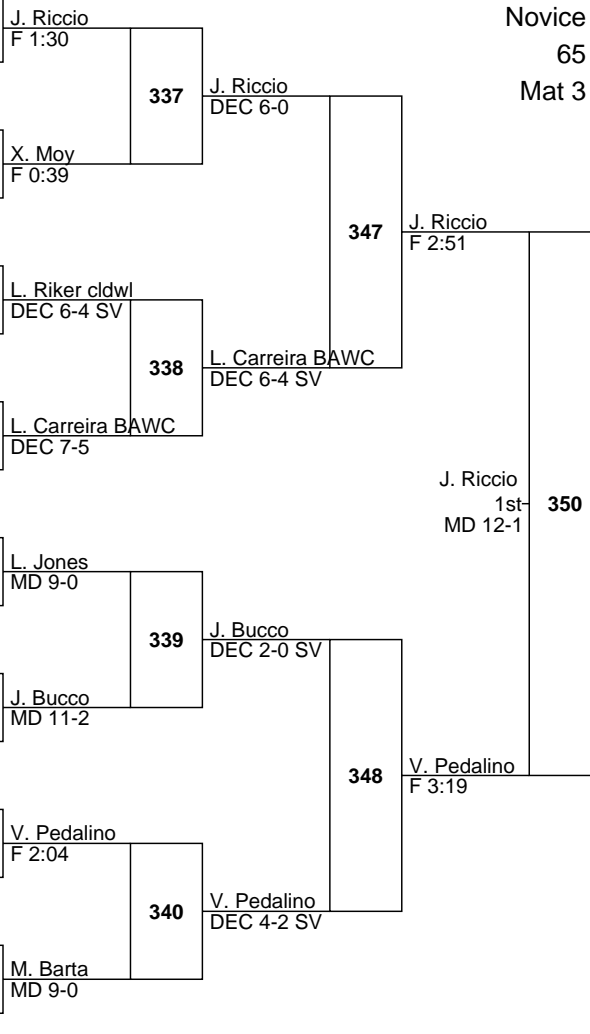 Novice
65
Mat 3
J. Riccio
F 1:30
337
J. Riccio
DEC 6-0
X. Moy
F 0:39
347
J. Riccio
F 2:51
L. Riker cldwl
DEC 6-4 SV
338
L. Carreira BAWC
DEC 6-4 SV
L. Carreira BAWC
DEC 7-5
J. Riccio
1st
MD 12-1
350
L. Jones
MD 9-0
339
J. Bucco
DEC 2-0 SV
J. Bucco
MD 11-2
348
V. Pedalino
F 3:19
V. Pedalino
F 2:04
340
V. Pedalino
DEC 4-2 SV
M. Barta
MD 9-0